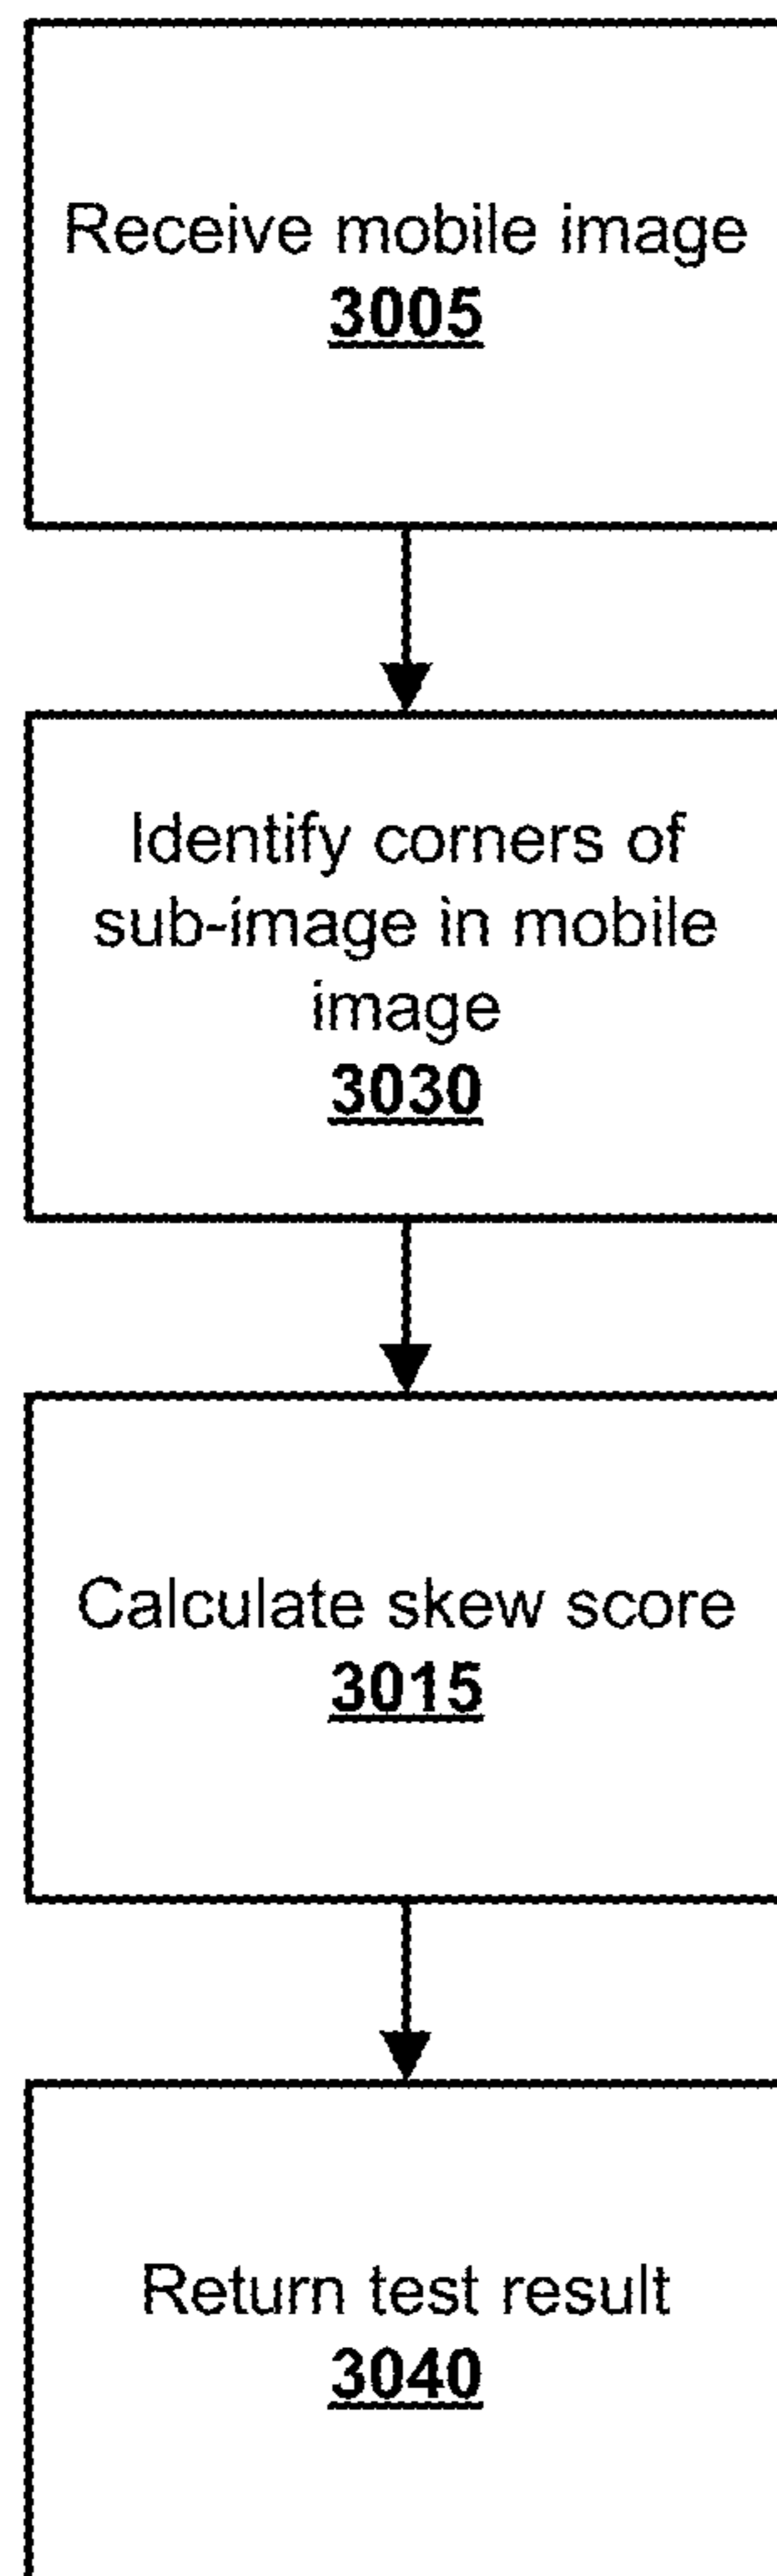 Receive mobile image
3005
Identify corners of
sub-image in mobile
image
3030
Calculate skew score
3015
Return test result
3040